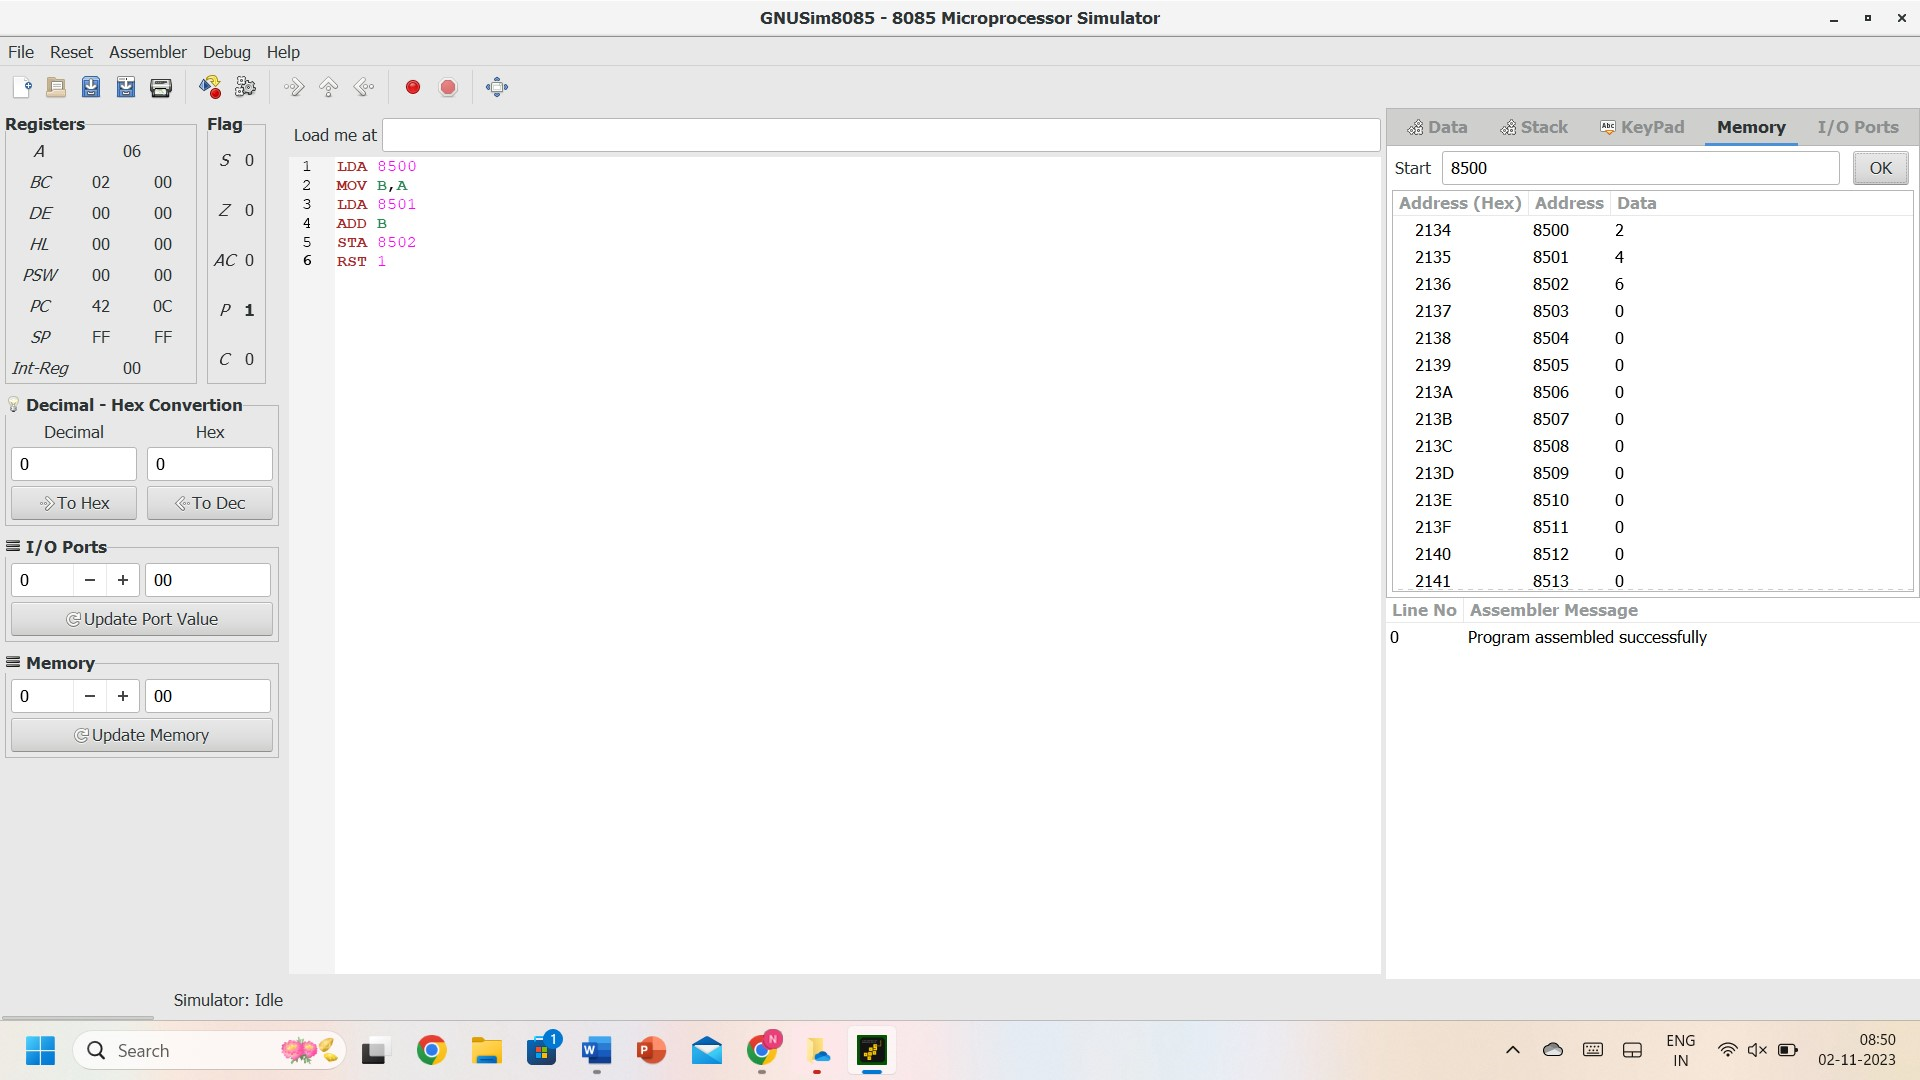 GNUSim8085 - 8085 Microprocessor Simulator
File Reset Assembler Debug Help
Registers
A 06
BC 02 00
DE 00 00
HL 00 00
PSW 00 00
PC 42 0C
SP FF FF
Int-Reg 00
Flag
S 0
Z 0
AC 0
P 1
C 0
Decimal - Hex Convertion
Decimal Hex
0 0
To Hex To Dec
I/O Ports
0 − + 00
Update Port Value
Memory
0 − + 00
Update Memory
Load me at
1 LDA 8500
2 MOV B,A
3 LDA 8501
4 ADD B
5 STA 8502
6 RST 1
Data Stack Abc KeyPad Memory I/O Ports
Start 8500 OK
Address (Hex) Address Data
2134 8500 2
2135 8501 4
2136 8502 6
2137 8503 0
2138 8504 0
2139 8505 0
213A 8506 0
213B 8507 0
213C 8508 0
213D 8509 0
213E 8510 0
213F 8511 0
2140 8512 0
2141 8513 0
Line No Assembler Message
0 Program assembled successfully
Simulator: Idle
Search
1
W
P
N
ENG
IN
08:50
02-11-2023